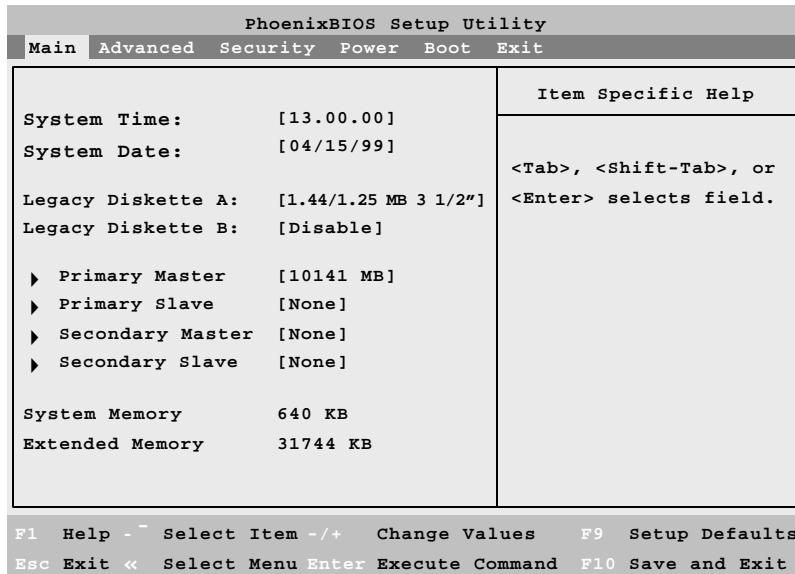 PhoenixBIOS Setup Utility
Main Advanced Security Power Boot Exit
Item Specific Help
System Time: [13.00.00]
System Date: [04/15/99]
<Tab>, <Shift-Tab>, or
<Enter> selects field.
Legacy Diskette A: [1.44/1.25 MB 3 1/2"]
Legacy Diskette B: [Disable]
Primary Master [10141 MB]
Primary Slave [None]
Secondary Master [None]
Secondary Slave [None]
System Memory 640 KB
Extended Memory 31744 KB
F1 Help - ¯ Select Item -/+ Change Values F9 Setup Defaults
Esc Exit « Select Menu Enter Execute Command F10 Save and Exit